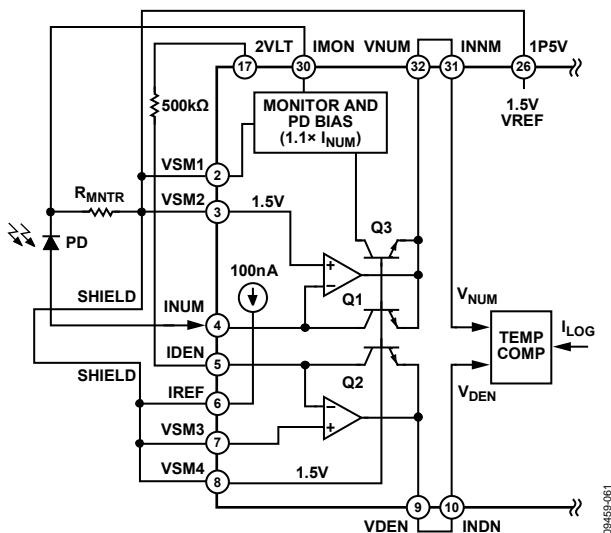 2VLT IMON VNUM INNM 1P5V
17 30 32 31 26
500kΩ
MONITOR AND
PD BIAS
(1.1× INUM)
1.5V
VREF
VSM1
2
RMNTR
VSM2
3
1.5V
Q3
PD
100nA
SHIELD
INUM
4
Q1
VNUM
IDEN
5
TEMP
COMP
ILOG
SHIELD
Q2
VDEN
IREF
6
VSM3
7
VSM4
8
1.5V
9 10
VDEN INDN
+
−
−
+
09459-061